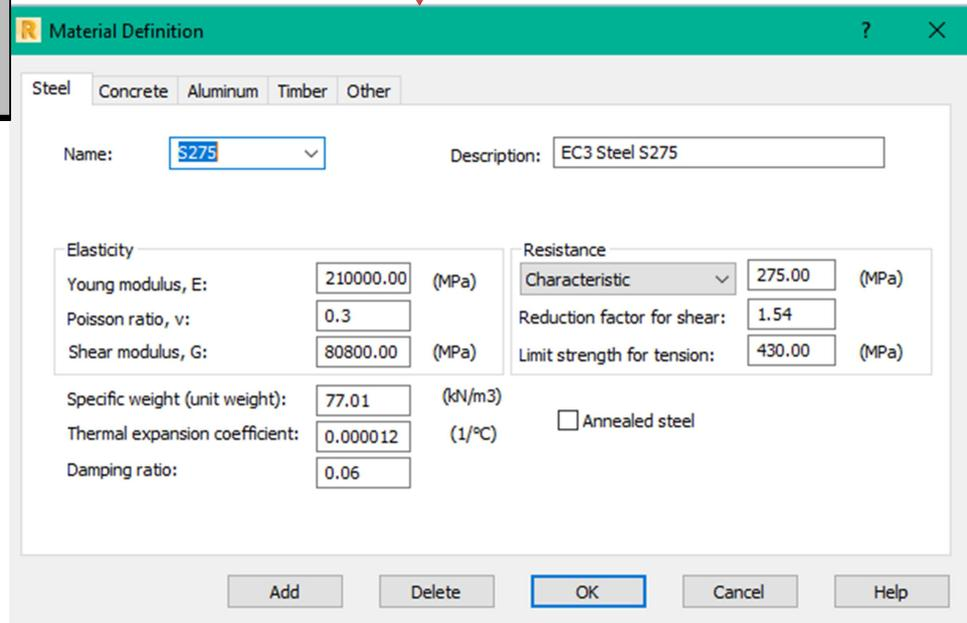 R Material Definition ? ×
Steel Concrete Aluminum Timber Other
Name: S275 Description: EC3 Steel S275
Elasticity Resistance
Young modulus, E: 210000.00 (MPa) Characteristic 275.00 (MPa)
Poisson ratio, ν: 0.3 Reduction factor for shear: 1.54
Shear modulus, G: 80800.00 (MPa) Limit strength for tension: 430.00 (MPa)
Specific weight (unit weight): 77.01 (kN/m3)
Annealed steel
Thermal expansion coefficient: 0.000012 (1/°C)
Damping ratio: 0.06
Add Delete OK Cancel Help